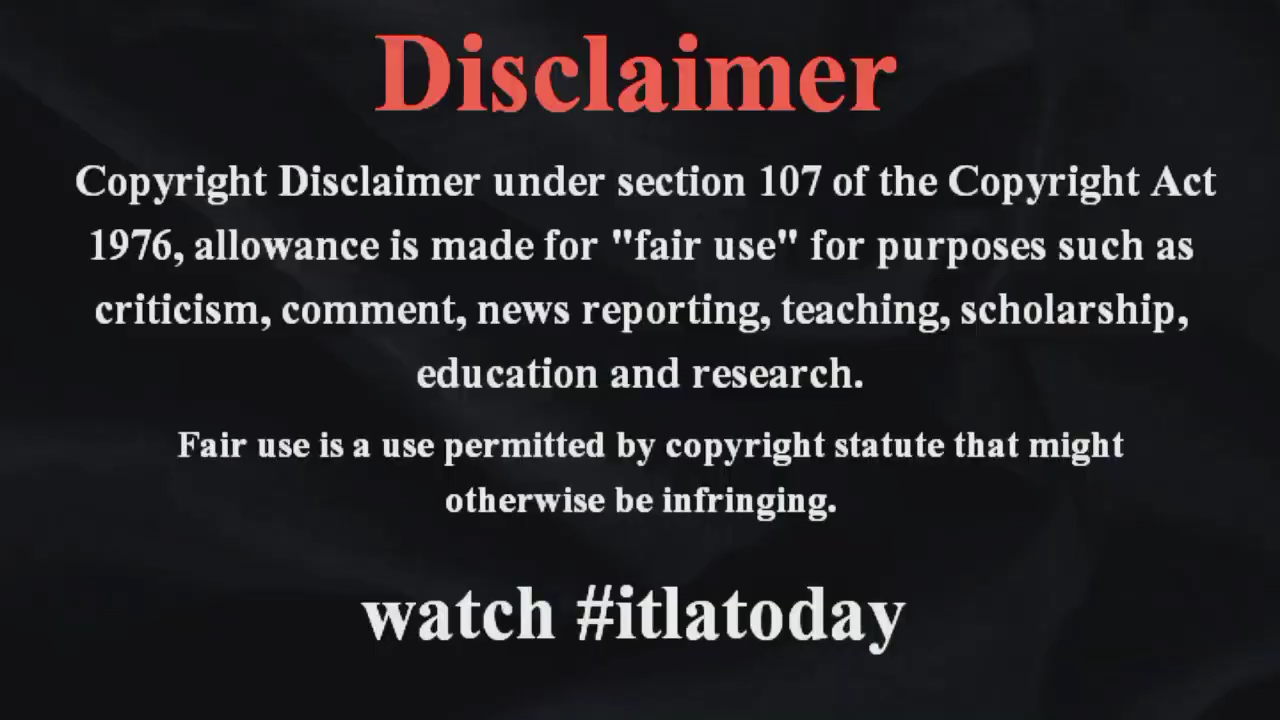 Disclaimer
Copyright Disclaimer under section 107 of the Copyright Act
1976, allowance is made for "fair use" for purposes such as
criticism, comment, news reporting, teaching, scholarship,
education and research.
Fair use is a use permitted by copyright statute that might
otherwise be infringing.
watch #itlatoday